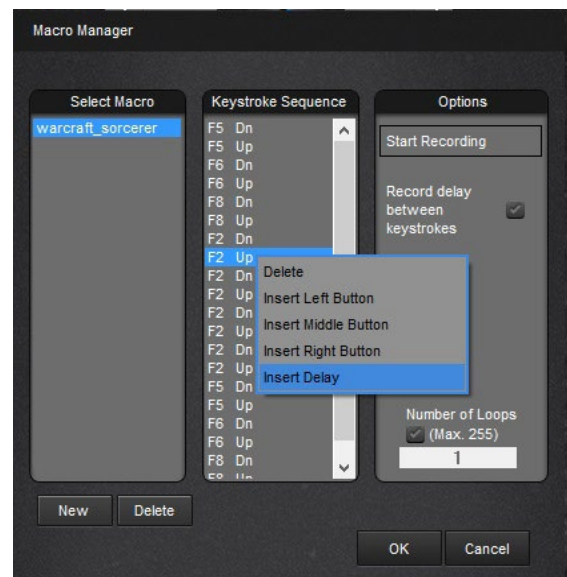 Macro Manager
Select Macro
warcraft_sorcerer
New
Delete
Keystroke Sequence
F5 Dn
F5 Up
F6 Dn
F6 Up
F8 Dn
F8 Up
F2 Dn
F2 Up
F2 Dn
F2 Up
F2 Dn
F2 Up
F2 Dn
F2 Up
F5 Dn
F5 Up
F6 Dn
F6 Up
F8 Dn
Delete
Insert Left Button
Insert Middle Button
Insert Right Button
Insert Delay
Options
Start Recording
Record delay
between
keystrokes
Number of Loops
(Max. 255)
1
OK
Cancel